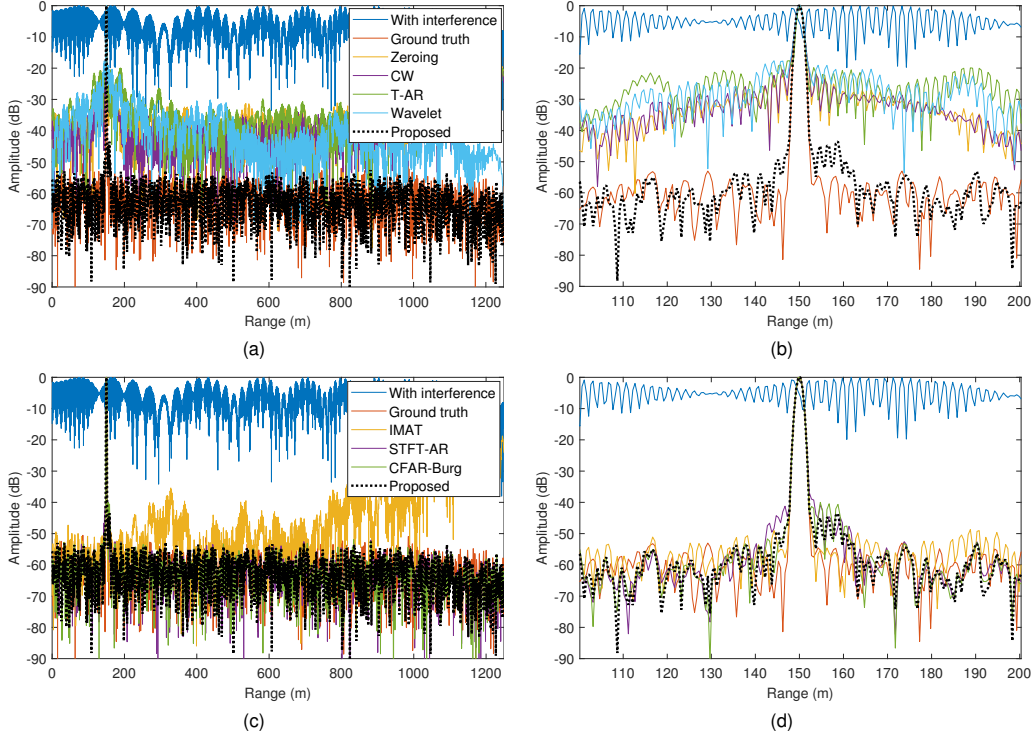 0
-10
-20
-30
-40
-50
-60
-70
-80
-90
Amplitude (dB)
0 200 400 600 800 1000 1200
Range (m)
With interference
Ground truth
Zeroing
CW
T-AR
Wavelet
Proposed
(a)
0
-10
-20
-30
-40
-50
-60
-70
-80
-90
Amplitude (dB)
110 120 130 140 150 160 170 180 190 200
Range (m)
(b)
0
-10
-20
-30
-40
-50
-60
-70
-80
-90
Amplitude (dB)
0 200 400 600 800 1000 1200
Range (m)
With interference
Ground truth
IMAT
STFT-AR
CFAR-Burg
Proposed
(c)
0
-10
-20
-30
-40
-50
-60
-70
-80
-90
Amplitude (dB)
110 120 130 140 150 160 170 180 190 200
Range (m)
(d)